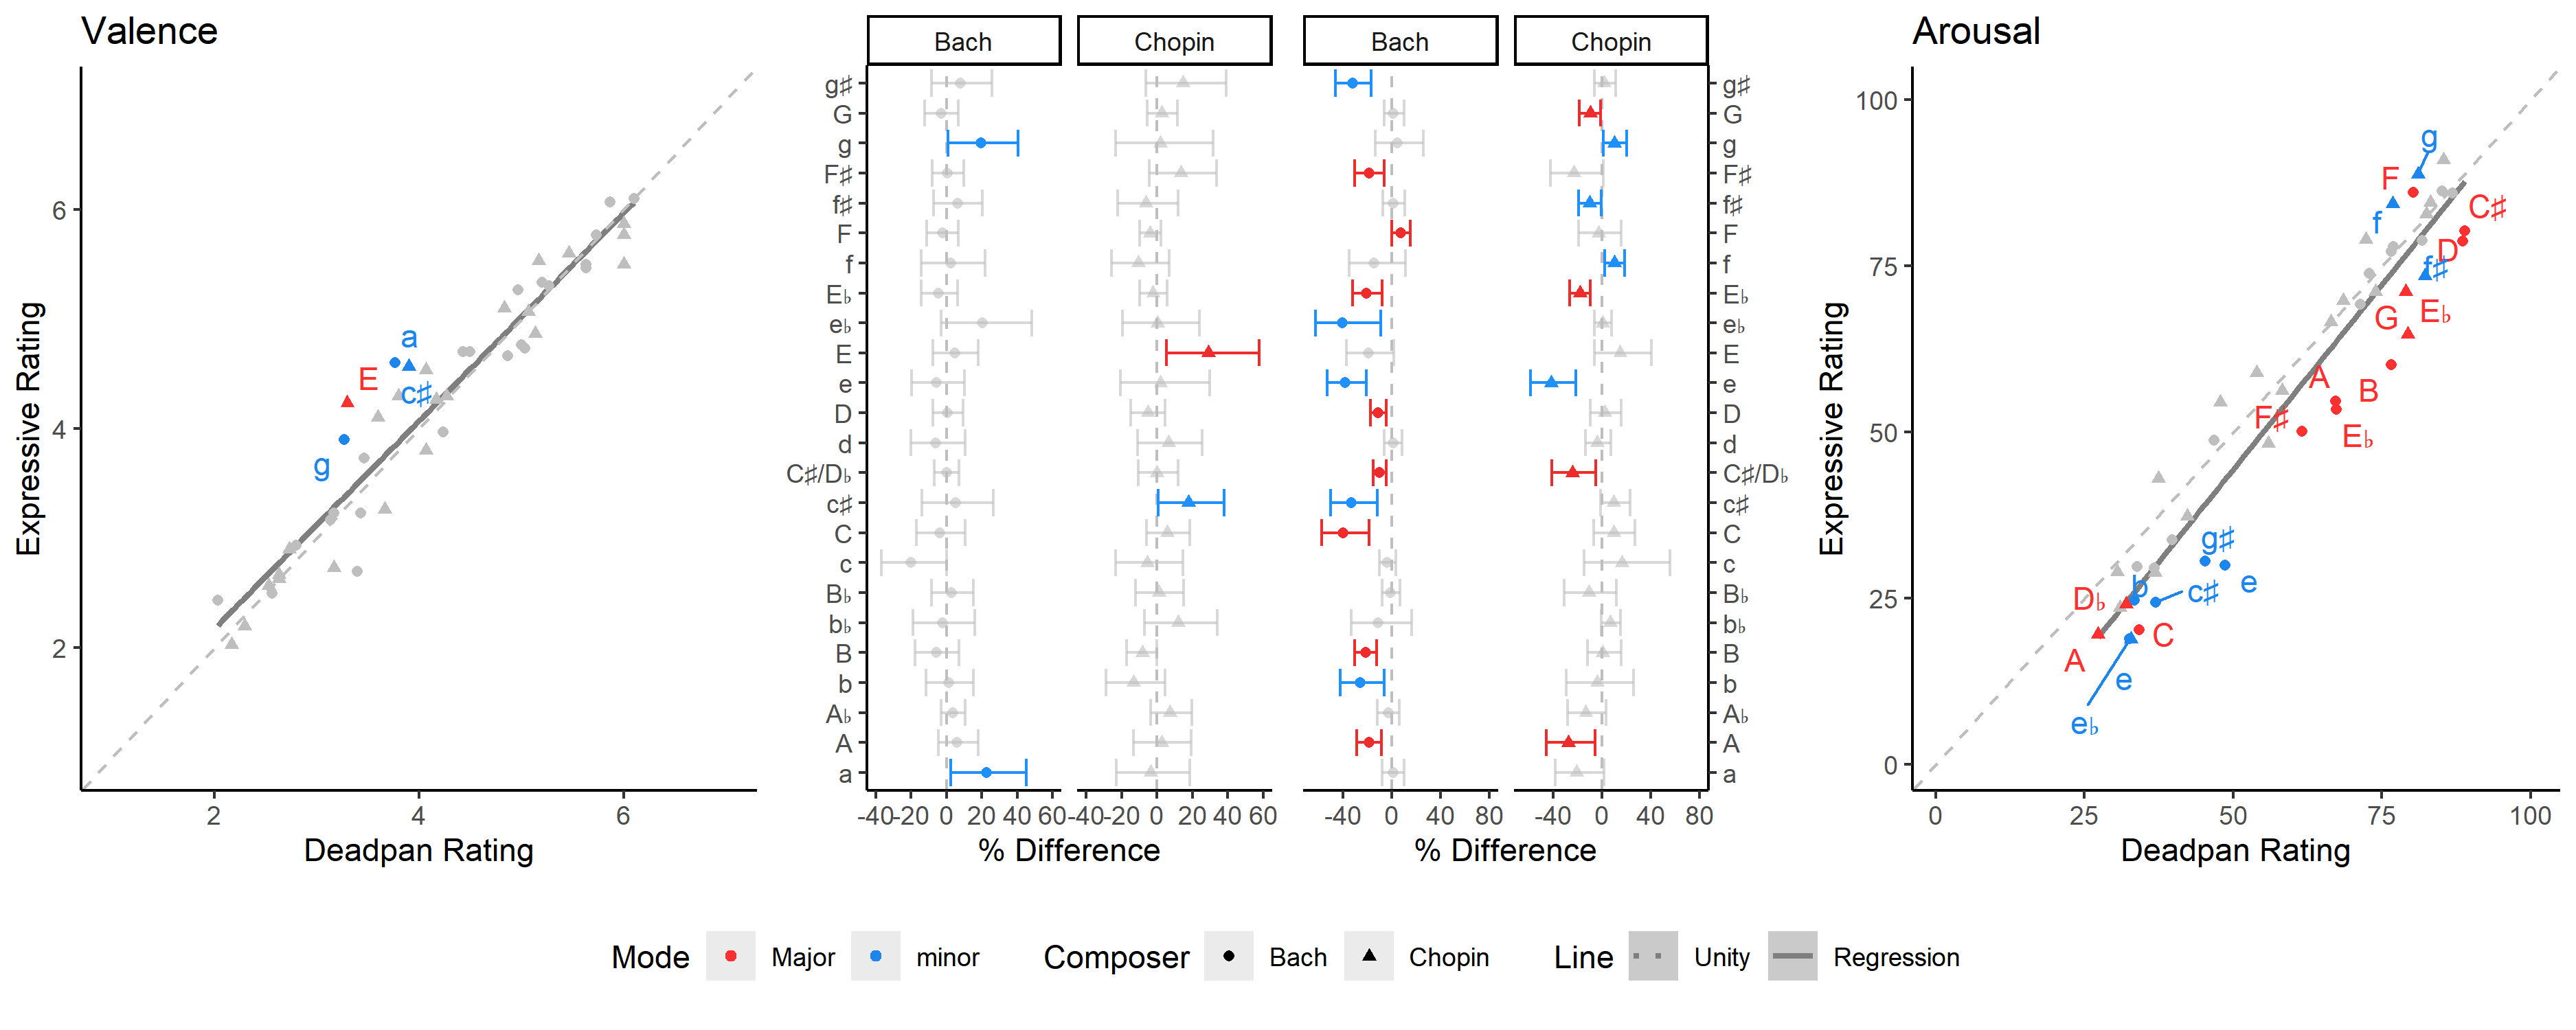 Valence
Expressive Rating
6
4
2
2 4 6
Deadpan Rating
a
E
c♯
g
Bach Chopin Bach Chopin
g♯ g♯
G G
g g
F♯ F♯
f♯ f♯
F F
f f
E♭ E♭
e♭ e♭
E E
e e
D D
d d
C♯/D♭ C♯/D♭
c♯ c♯
C C
c c
B♭ B♭
b♭ b♭
B B
b b
A♭ A♭
A A
a a
-40 -20 0 20 40 60 -40 -20 0 20 40 60 -40 0 40 80 -40 0 40 80
% Difference % Difference
Arousal
Expressive Rating
100
75
50
25
0
0 25 50 75 100
Deadpan Rating
g
F
C♯
f
D
f♯
G E♭
A B
F♯ E♭
g♯
b c♯ e
D♭
C
A
e
e♭
Mode Major minor Composer Bach Chopin Line Unity Regression